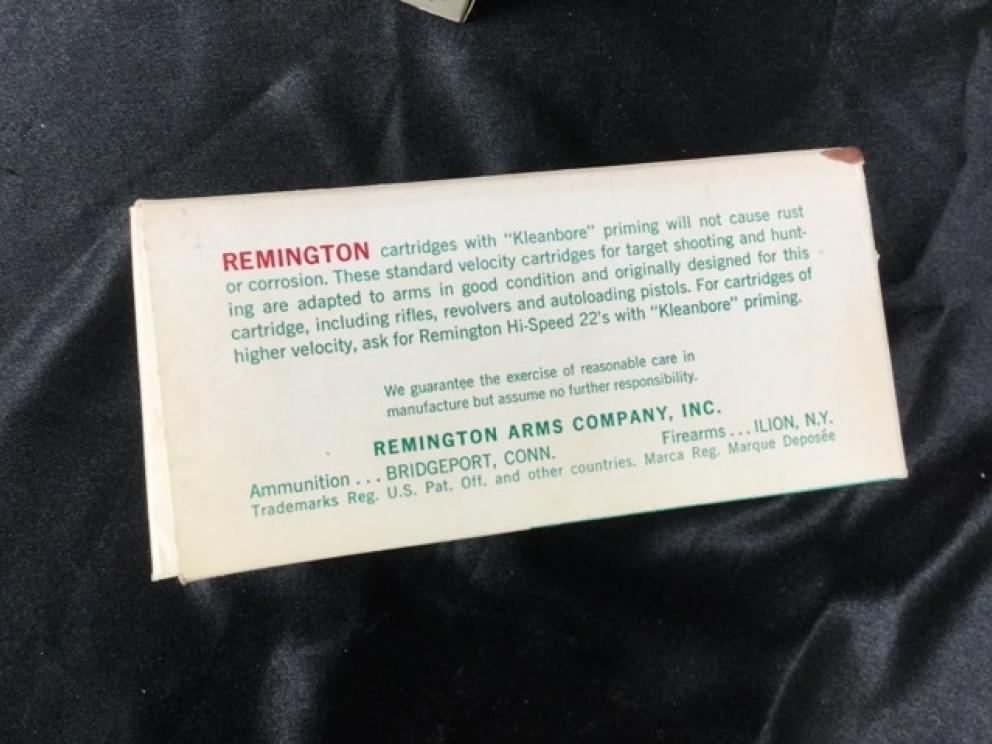 REMINGTON cartridges with "Kleanbore" priming will not cause rust
or corrosion. These standard velocity cartridges for target shooting and hunt-
ing are adapted to arms in good condition and originally designed for this
cartridge, including rifles, revolvers and autoloading pistols. For cartridges of
higher velocity, ask for Remington Hi-Speed 22's with "Kleanbore" priming.
We guarantee the exercise of reasonable care in
manufacture but assume no further responsibility.
REMINGTON ARMS COMPANY, INC.
Ammunition . . . BRIDGEPORT, CONN. Firearms . . . ILION, N.Y.
Trademarks Reg. U.S. Pat. Off. and other countries. Marca Reg. Marque Deposée